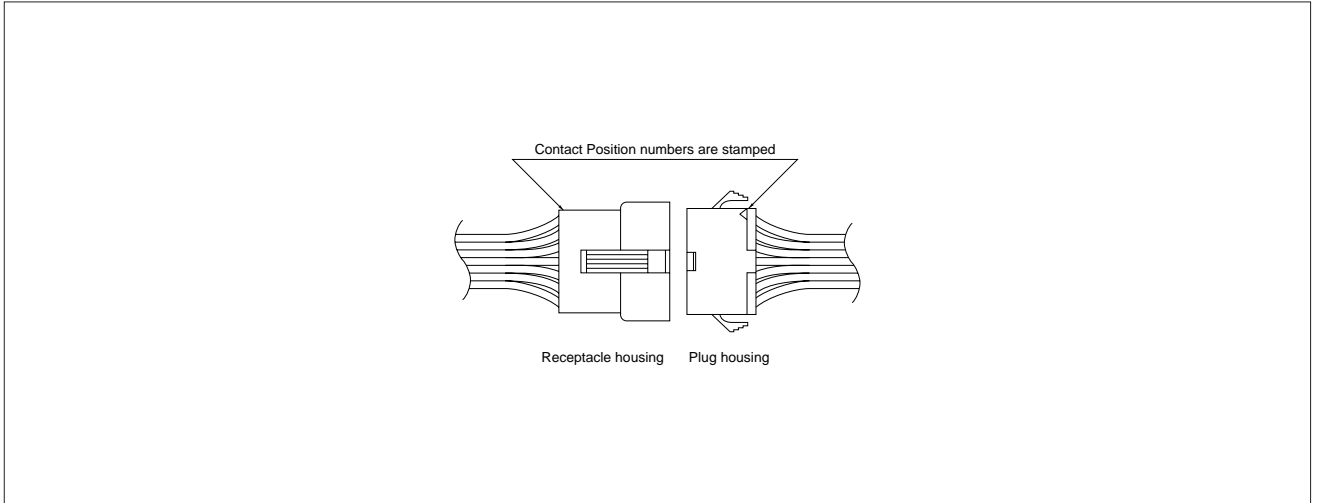 Contact Position numbers are stamped
Receptacle housing
Plug housing